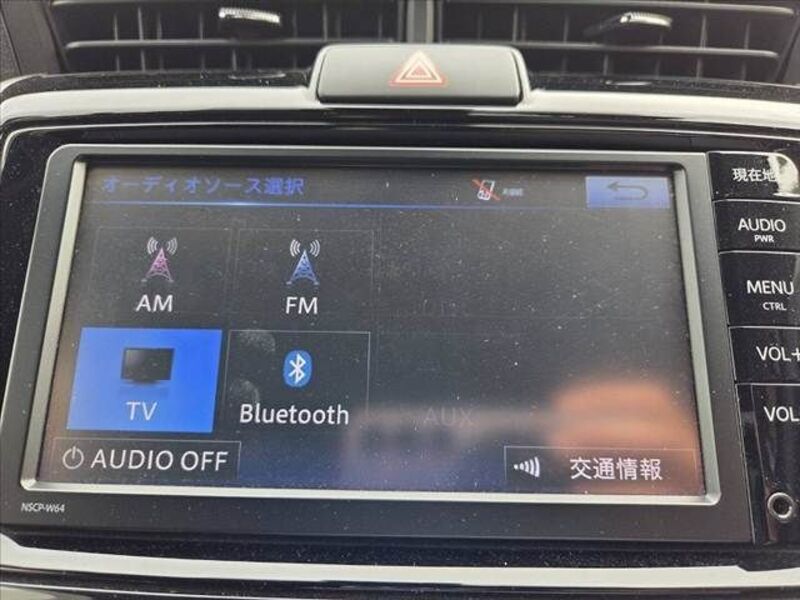 オーディオソース選択
現在地
AUDIO
PWR
AM
FM
MENU
CTRL
TV
Bluetooth
AUX
VOL+
VOL
AUDIO OFF
交通情報
NSCP-W64